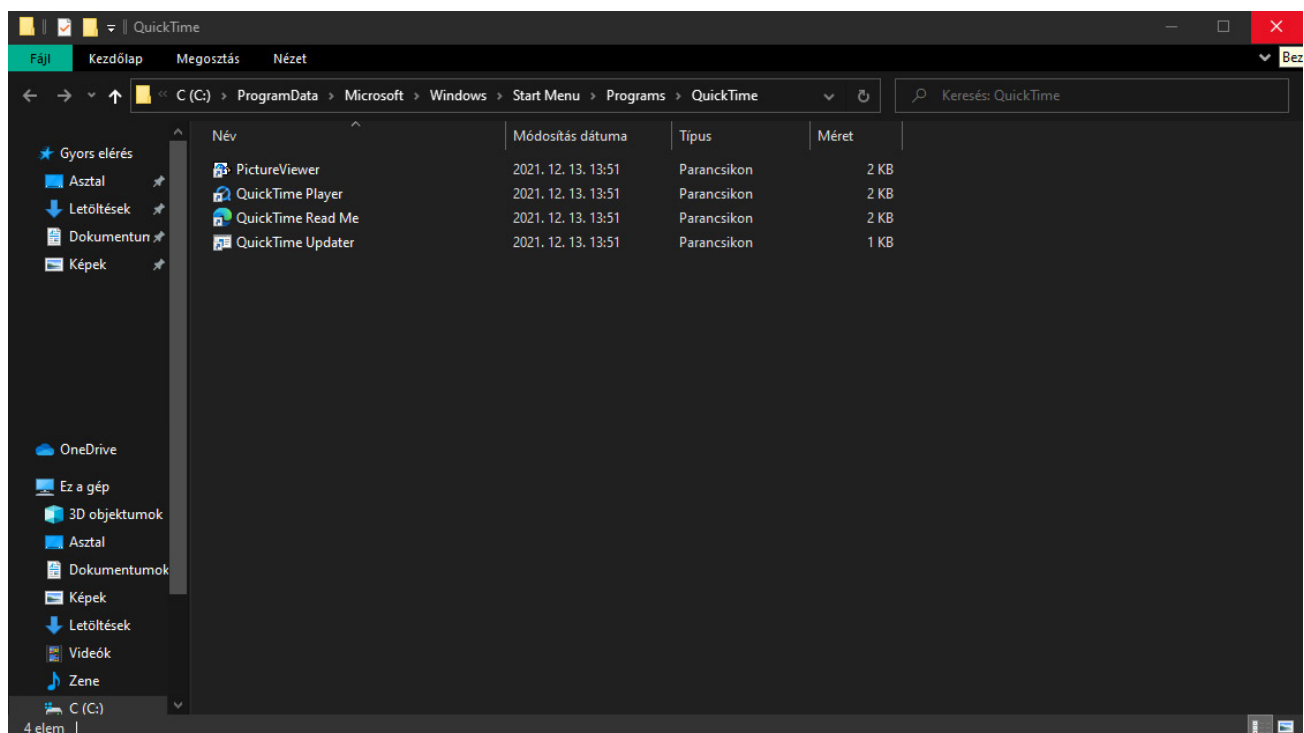 QuickTime
Fájl Kezdőlap Megosztás Nézet
Bez
« C (C:) › ProgramData › Microsoft › Windows › Start Menu › Programs › QuickTime
Keresés: QuickTime
Név Módosítás dátuma Típus Méret
PictureViewer 2021. 12. 13. 13:51 Parancsikon 2 KB
QuickTime Player 2021. 12. 13. 13:51 Parancsikon 2 KB
QuickTime Read Me 2021. 12. 13. 13:51 Parancsikon 2 KB
QuickTime Updater 2021. 12. 13. 13:51 Parancsikon 1 KB
Gyors elérés
Asztal
Letöltések
Dokumentun
Képek
OneDrive
Ez a gép
3D objektumok
Asztal
Dokumentumok
Képek
Letöltések
Videók
Zene
C (C:)
4 elem